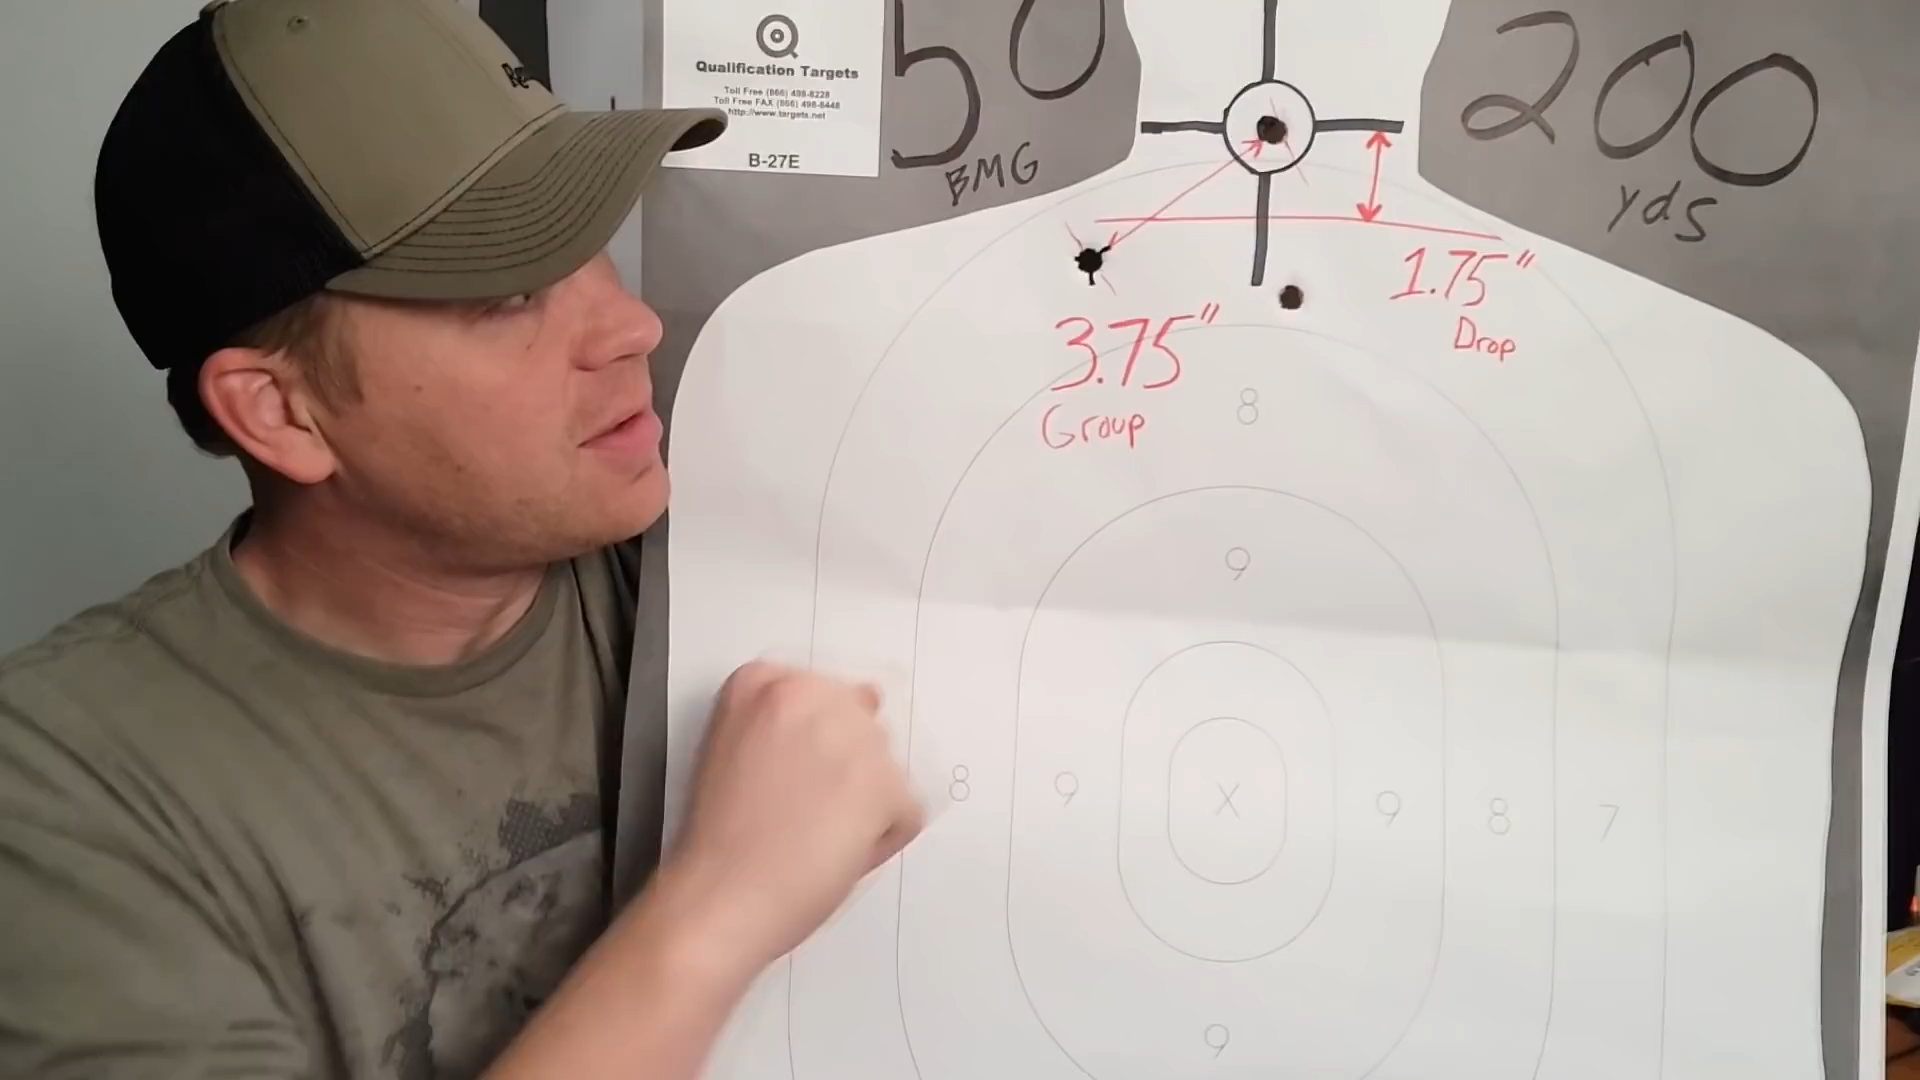 Qualification Targets
Toll Free (866) 498-8228
Toll Free FAX (866) 498-8448
http://www.targets.net
B-27E
50
BMG
200
yds
1.75"
Drop
3.75"
Group
8
9
8
9
X
9
8
7
9